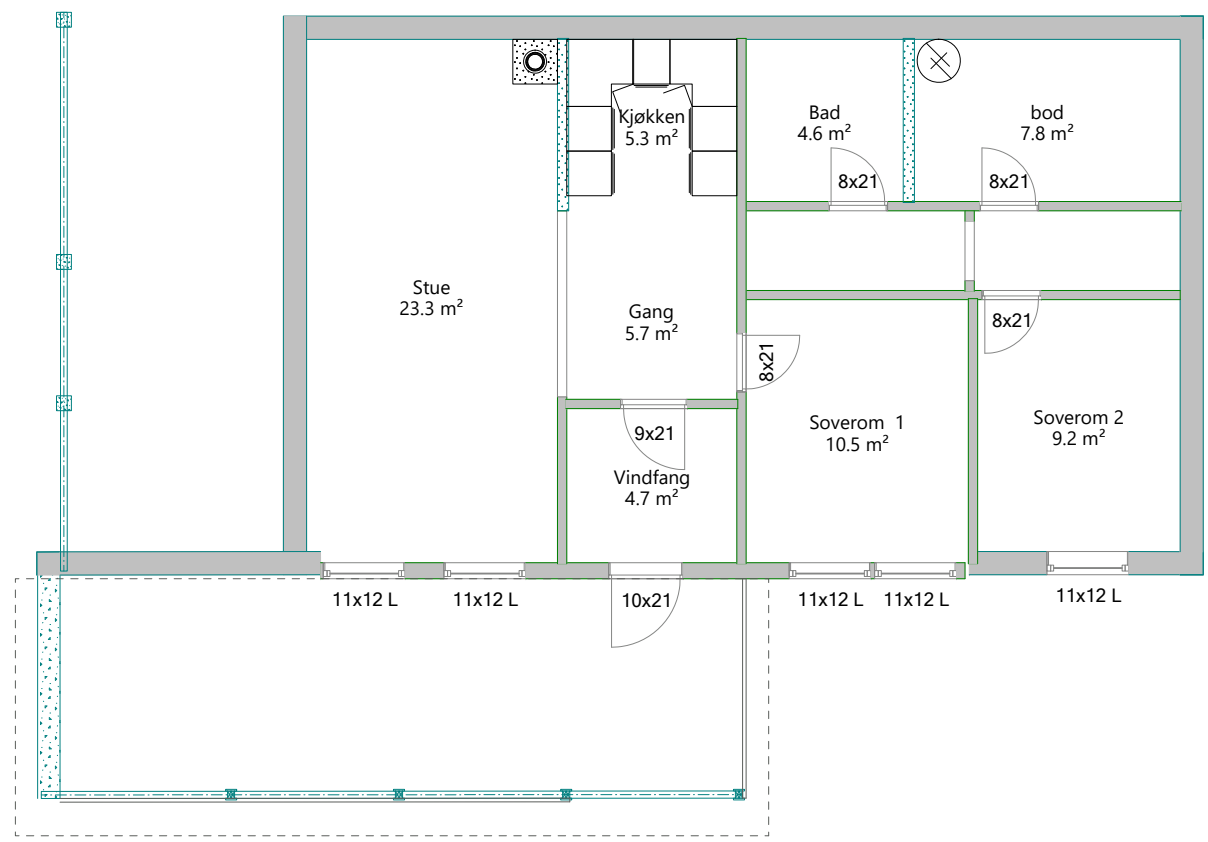 Kjøkken
5.3 m²
Bad
4.6 m²
bod
7.8 m²
8x21
8x21
Stue
23.3 m²
Gang
5.7 m²
8x21
8x21
Soverom 1
10.5 m²
Soverom 2
9.2 m²
9x21
Vindfang
4.7 m²
11x12 L
11x12 L
10x21
11x12 L
11x12 L
11x12 L